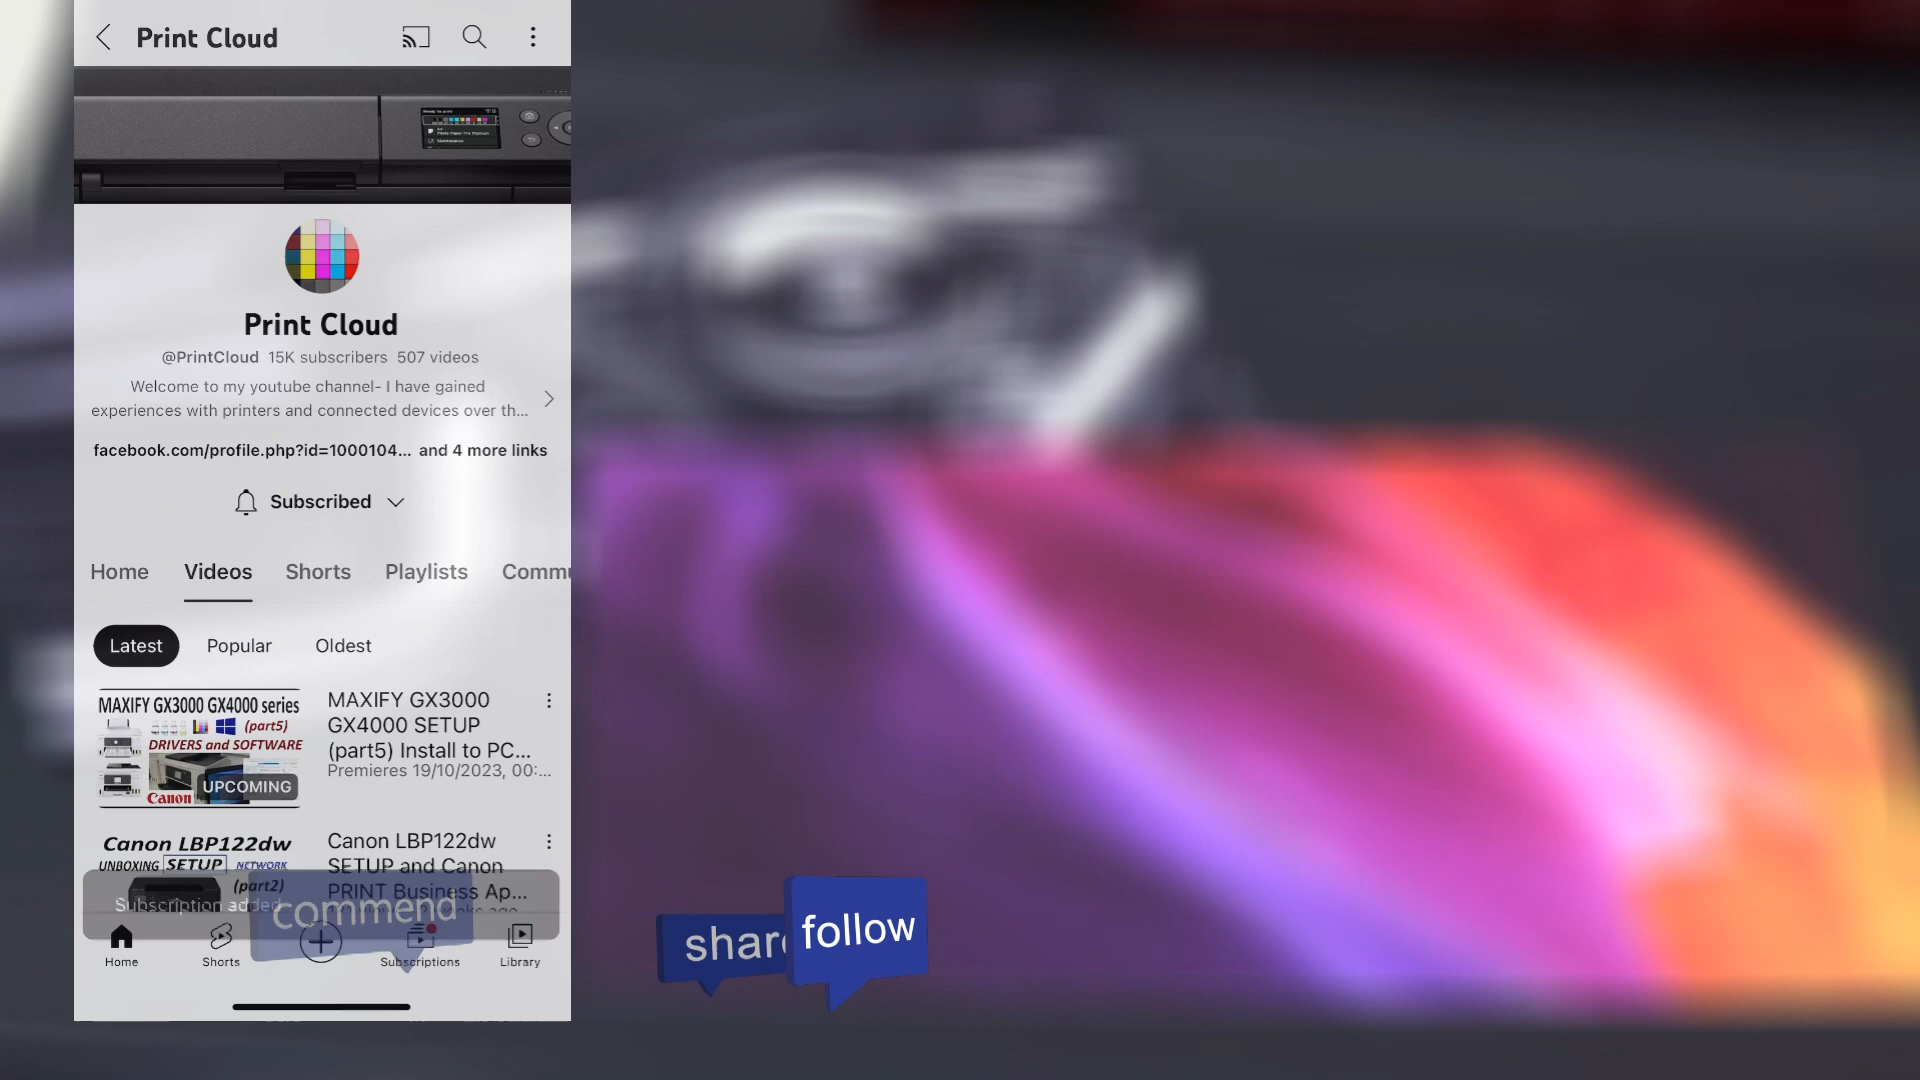 Print Cloud
Print Cloud
@PrintCloud 15K subscribers 507 videos
Welcome to my youtube channel- I have gained
experiences with printers and connected devices over th...
facebook.com/profile.php?id=1000104... and 4 more links
Subscribed
Home Videos Shorts Playlists Commu
Latest Popular Oldest
MAXIFY GX3000 GX4000 series
(part5)
DRIVERS and SOFTWARE
Canon
UPCOMING
MAXIFY GX3000
GX4000 SETUP
(part5) Install to PC...
Premieres 19/10/2023, 00:...
Canon LBP122dw
UNBOXING SETUP NETWORK
(part2)
Canon LBP122dw
SETUP and Canon
PRINT Business Ap...
Subscription added
commend
Home Shorts Subscriptions Library
share
follow